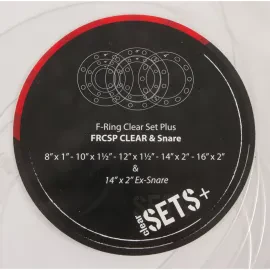 F-Ring Clear Set Plus
FRCSP CLEAR & Snare
8" x 1" - 10" x 1½" - 12" x 1½" - 14" x 2" - 16" x 2"
&
14" x 2" Ex-Snare
clear SETS+